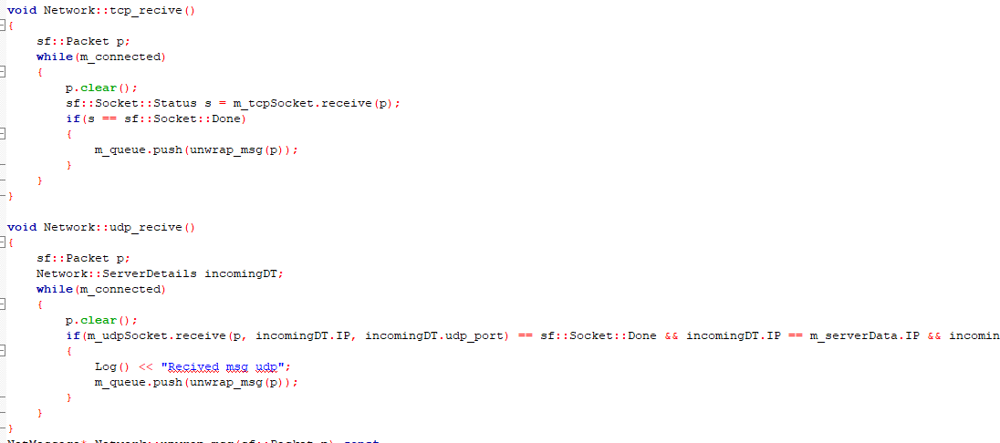 void Network::tcp_recive()
{
    sf::Packet p;
    while(m_connected)
    {
        p.clear();
        sf::Socket::Status s = m_tcpSocket.receive(p);
        if(s == sf::Socket::Done)
        {
            m_queue.push(unwrap_msg(p));
        }
    }
}

void Network::udp_recive()
{
    sf::Packet p;
    Network::ServerDetails incomingDT;
    while(m_connected)
    {
        p.clear();
        if(m_udpSocket.receive(p, incomingDT.IP, incomingDT.udp_port) == sf::Socket::Done && incomingDT.IP == m_serverData.IP && incomin
        {
            Log() << "Recived msg udp";
            m_queue.push(unwrap_msg(p));
        }
    }
}